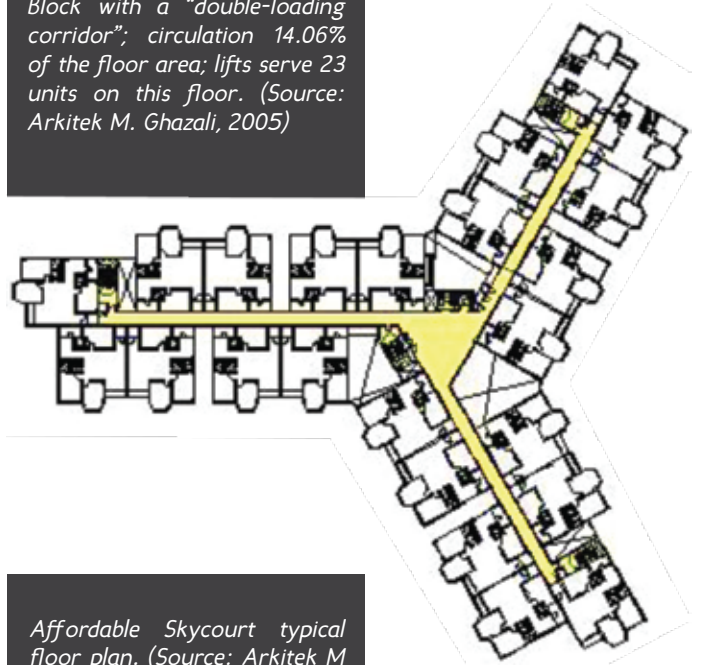 Block with a “double-loading
corridor”; circulation 14.06%
of the floor area; lifts serve 23
units on this floor. (Source:
Arkitek M. Ghazali, 2005)
Affordable Skycourt typical
floor plan. (Source: Arkitek M